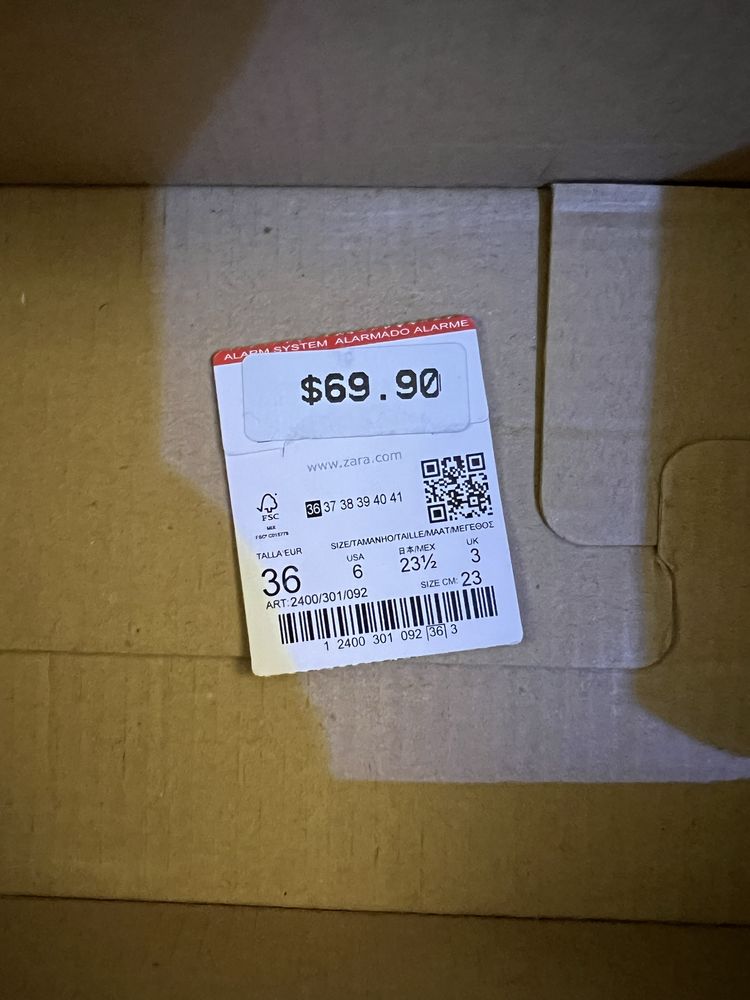 ALARM SYSTEM ALARMADO ALARME
$69.90
www.zara.com
FSC
MIX
36 37 38 39 40 41
SIZE/TAMANHO/TAILLE/MAAT/ΜΕΓΕΘΟΣ
TALLA EUR
USA
日本/MEX
UK
36
6
23½
3
ART: 2400/301/092
SIZE CM: 23
1 2400 301 092 36 3